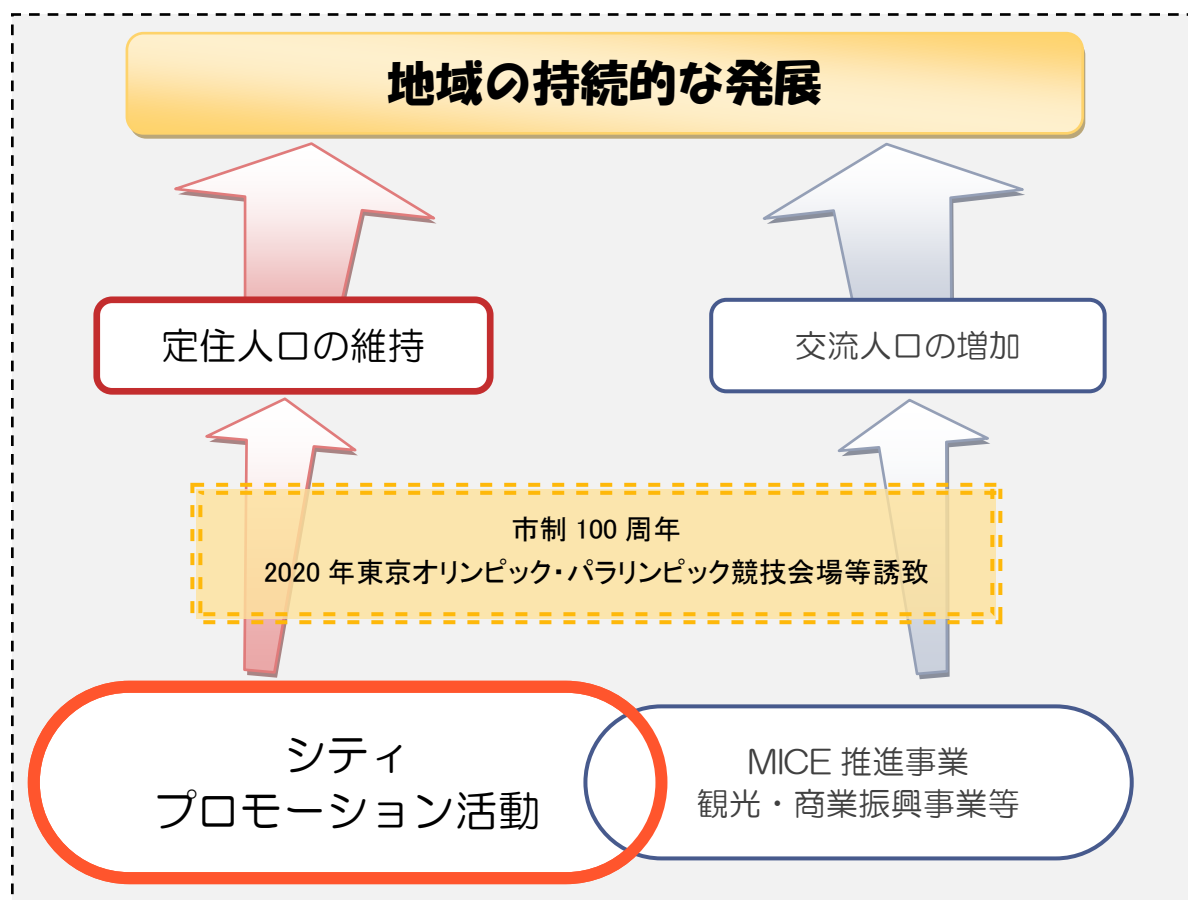 地域の持続的な発展
定住人口の維持
交流人口の増加
市制 100 周年
2020 年東京オリンピック・パラリンピック競技会場等誘致
シティ
プロモーション活動
MICE 推進事業
観光・商業振興事業等